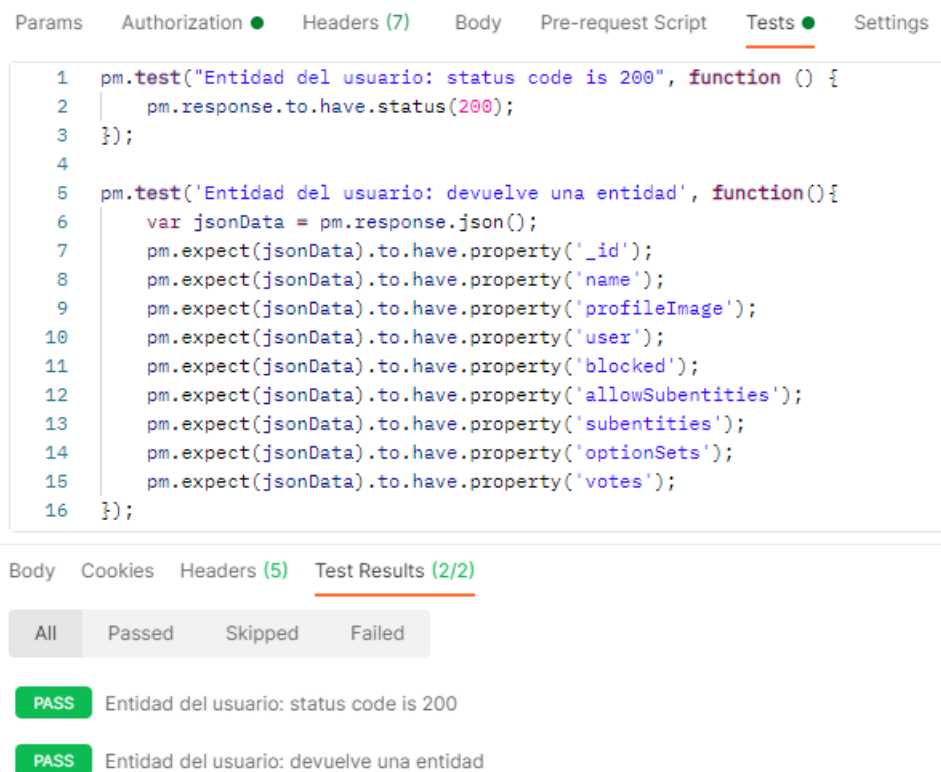 Params Authorization Headers (7) Body Pre-request Script Tests Settings
1 pm.test("Entidad del usuario: status code is 200", function () {
2 pm.response.to.have.status(200);
3 });
4
5 pm.test('Entidad del usuario: devuelve una entidad', function(){
6 var jsonData = pm.response.json();
7 pm.expect(jsonData).to.have.property('_id');
8 pm.expect(jsonData).to.have.property('name');
9 pm.expect(jsonData).to.have.property('profileImage');
10 pm.expect(jsonData).to.have.property('user');
11 pm.expect(jsonData).to.have.property('blocked');
12 pm.expect(jsonData).to.have.property('allowSubentities');
13 pm.expect(jsonData).to.have.property('subentities');
14 pm.expect(jsonData).to.have.property('optionSets');
15 pm.expect(jsonData).to.have.property('votes');
16 });
Body Cookies Headers (5) Test Results (2/2)
All Passed Skipped Failed
PASS Entidad del usuario: status code is 200
PASS Entidad del usuario: devuelve una entidad